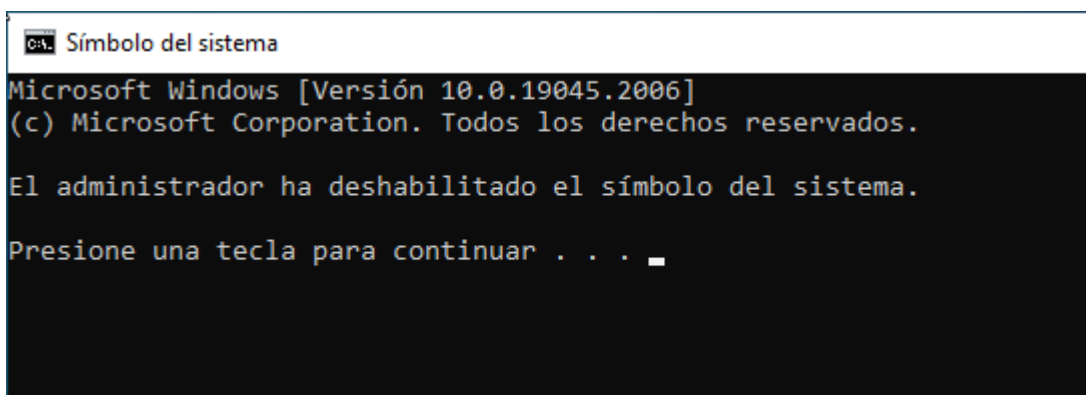 Símbolo del sistema
Microsoft Windows [Versión 10.0.19045.2006]
(c) Microsoft Corporation. Todos los derechos reservados.
El administrador ha deshabilitado el símbolo del sistema.
Presione una tecla para continuar . . .